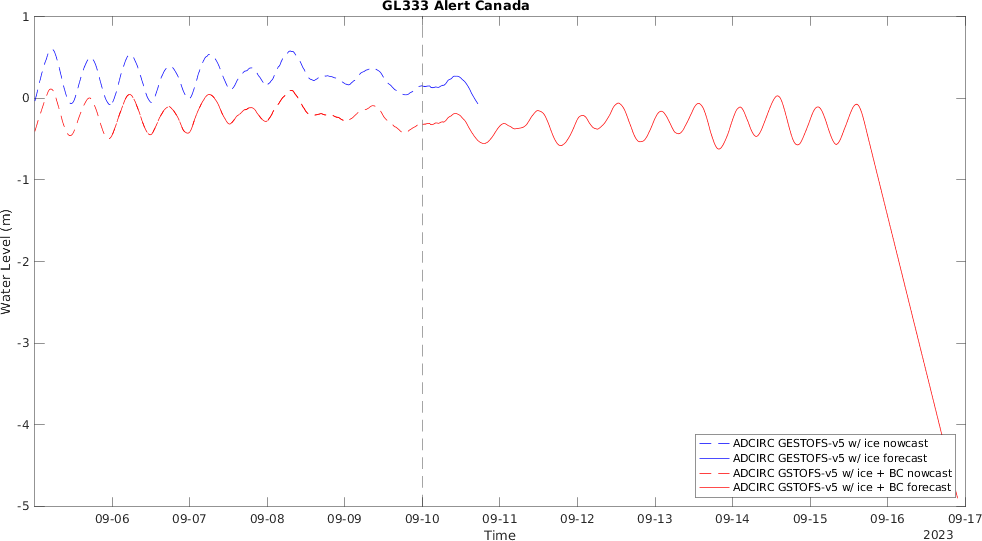 GL333 Alert Canada
Water Level (m)
1
0
-1
-2
-3
-4
-5
09-06 09-07 09-08 09-09 09-10 09-11 09-12 09-13 09-14 09-15 09-16 09-17
Time
2023
ADCIRC GESTOFS-v5 w/ ice nowcast
ADCIRC GESTOFS-v5 w/ ice forecast
ADCIRC GSTOFS-v5 w/ ice + BC nowcast
ADCIRC GSTOFS-v5 w/ ice + BC forecast